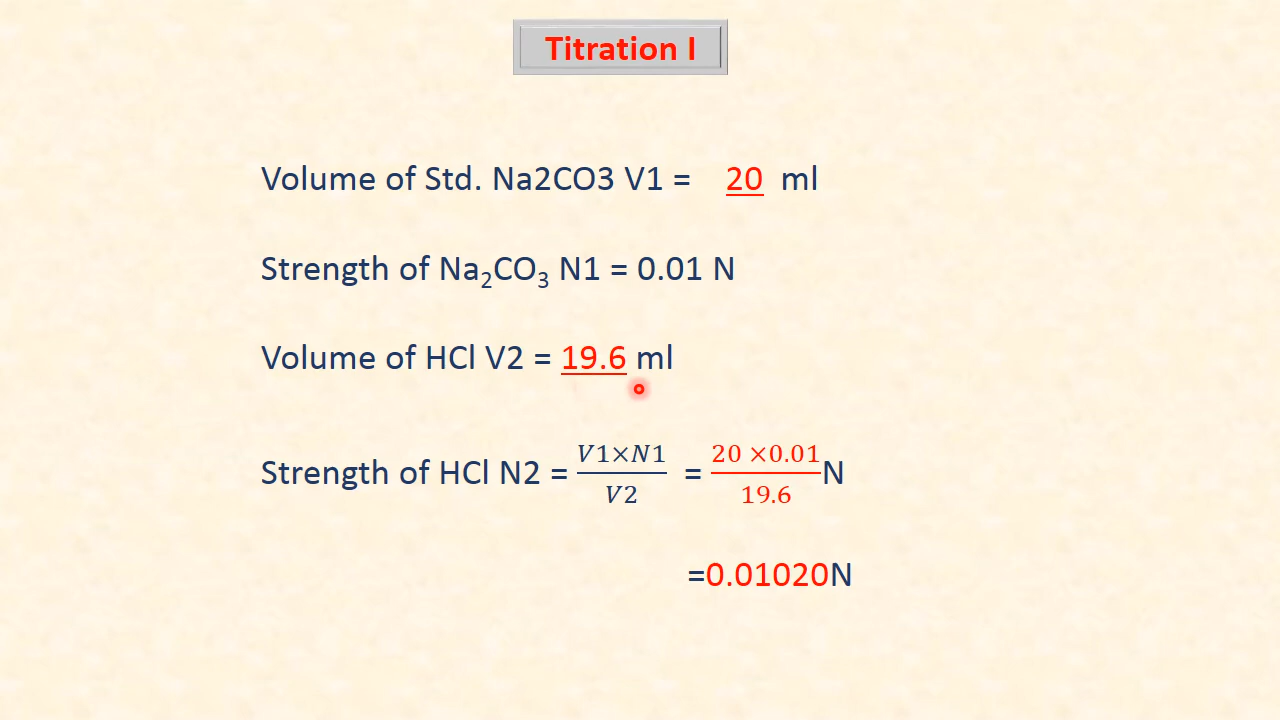 Titration I
Volume of Std. Na2CO3 V1 = 20 ml
Strength of Na₂CO₃ N1 = 0.01 N
Volume of HCl V2 = 19.6 ml
Strength of HCl N2 = V1×N1/V2 = 20 ×0.01/19.6 N
=0.01020N